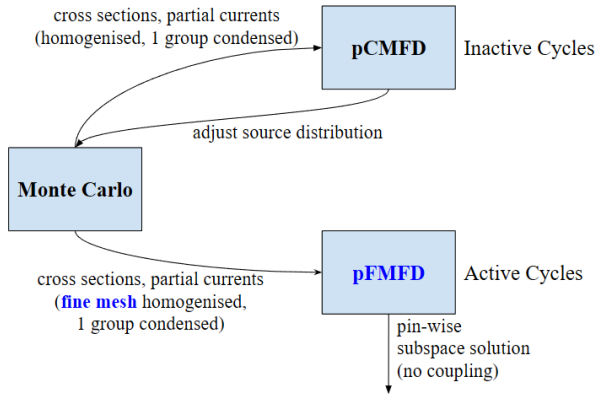 cross sections, partial currents
(homogenised, 1 group condensed)
pCMFD
Inactive Cycles
adjust source distribution
Monte Carlo
cross sections, partial currents
(fine mesh homogenised,
1 group condensed)
pFMFD
Active Cycles
pin-wise
subspace solution
(no coupling)